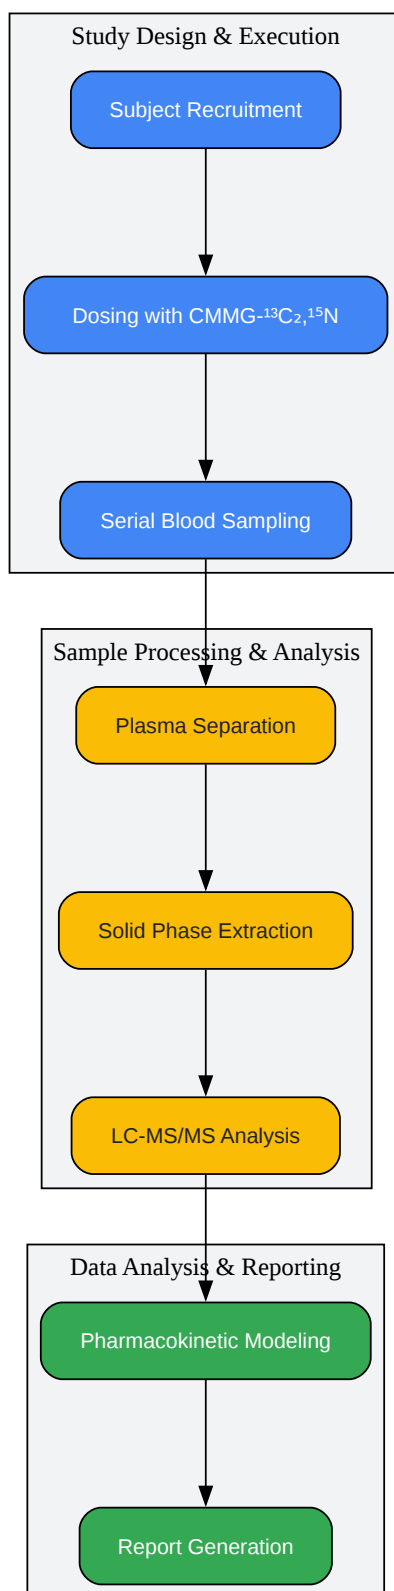 Study Design & Execution
Subject Recruitment
Dosing with CMMG-¹³C₂,¹⁵N
Serial Blood Sampling
Sample Processing & Analysis
Plasma Separation
Solid Phase Extraction
LC-MS/MS Analysis
Data Analysis & Reporting
Pharmacokinetic Modeling
Report Generation